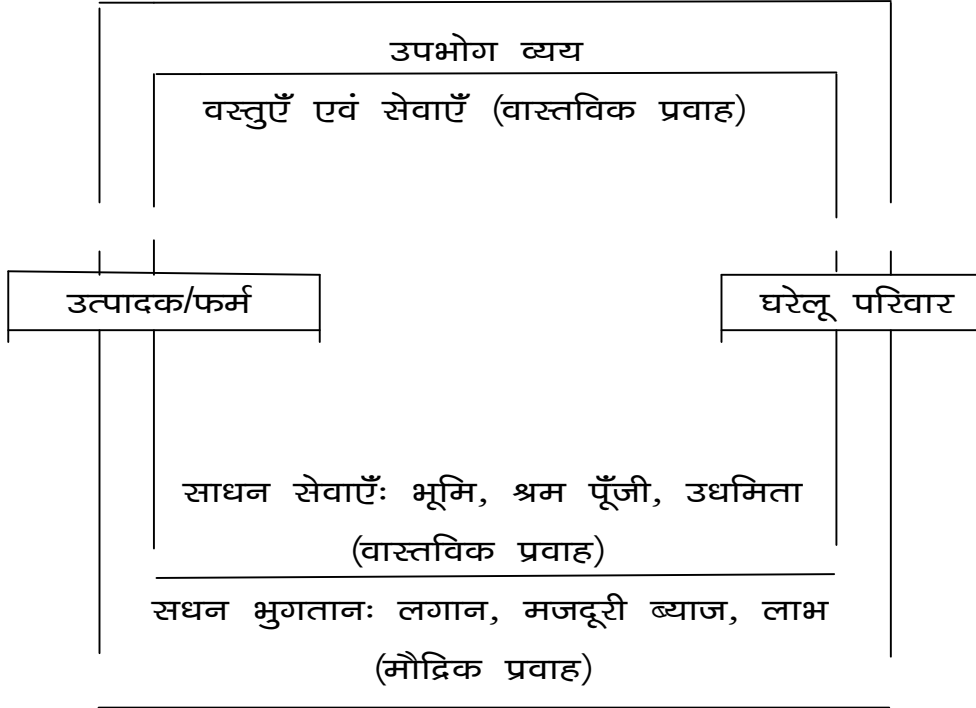 उपभोग व्यय
वस्तुएँ एवं सेवाएँ (वास्तविक प्रवाह)
उत्पादक/फर्म
घरेलू परिवार
साधन सेवाएँः भूमि, श्रम पूँजी, उधमिता
(वास्तविक प्रवाह)
सधन भुगतानः लगान, मजदूरी ब्याज, लाभ
(मौद्रिक प्रवाह)